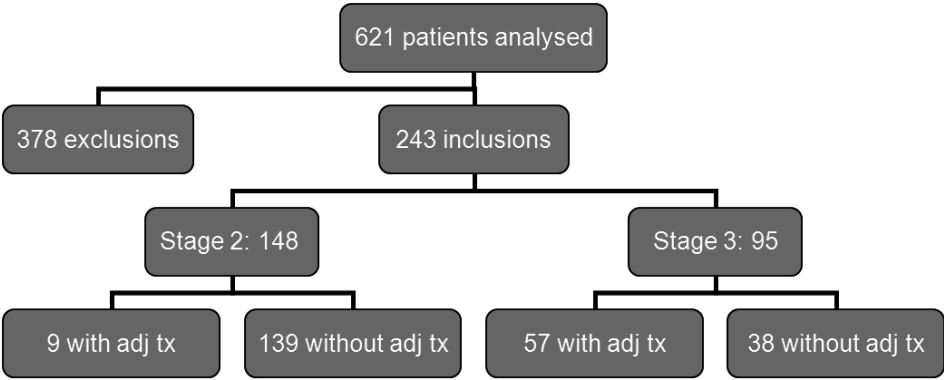 621 patients analysed
378 exclusions
243 inclusions
Stage 2: 148
Stage 3: 95
9 with adj tx
139 without adj tx
57 with adj tx
38 without adj tx